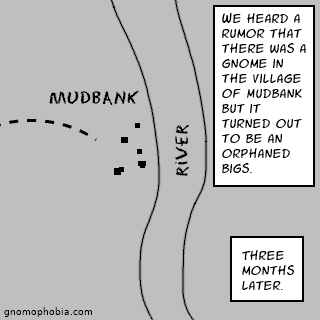 WE HEARD A
RUMOR THAT
THERE WAS A
GNOME IN
THE VILLAGE
OF MUDBANK
BUT IT
TURNED OUT
TO BE AN
ORPHANED
BIGS.
MUDBANK
RIVER
THREE
MONTHS
LATER.
gnomophobia.com